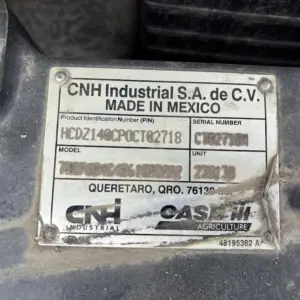 CNH Industrial S.A. de C.V.
MADE IN MEXICO
Product Identification Number (PIN) SERIAL NUMBER
HCDZ140CPOCT02718
UNIT
QUERETARO, QRO. 76130
CNH CASE IH
INDUSTRIAL AGRICULTURE
48195362 A